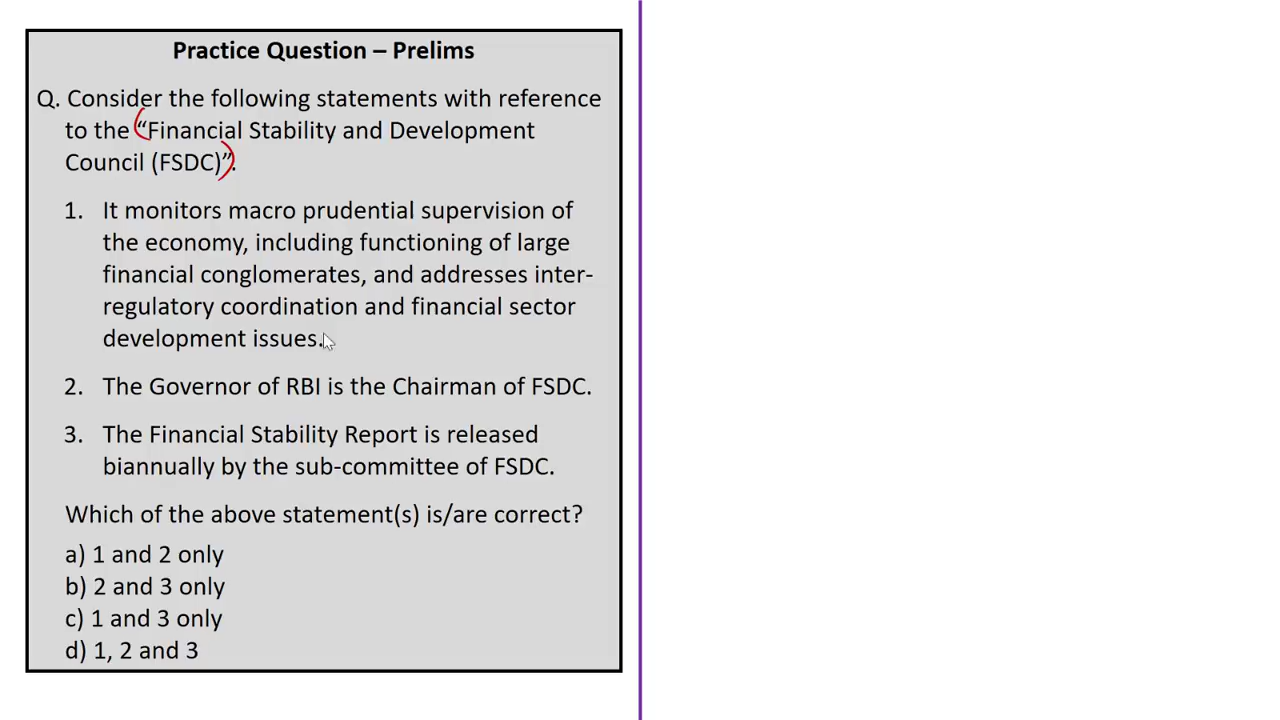 Practice Question – Prelims
Q. Consider the following statements with reference
to the “Financial Stability and Development
Council (FSDC)”.
1. It monitors macro prudential supervision of
the economy, including functioning of large
financial conglomerates, and addresses inter-
regulatory coordination and financial sector
development issues.
2. The Governor of RBI is the Chairman of FSDC.
3. The Financial Stability Report is released
biannually by the sub-committee of FSDC.
Which of the above statement(s) is/are correct?
a) 1 and 2 only
b) 2 and 3 only
c) 1 and 3 only
d) 1, 2 and 3